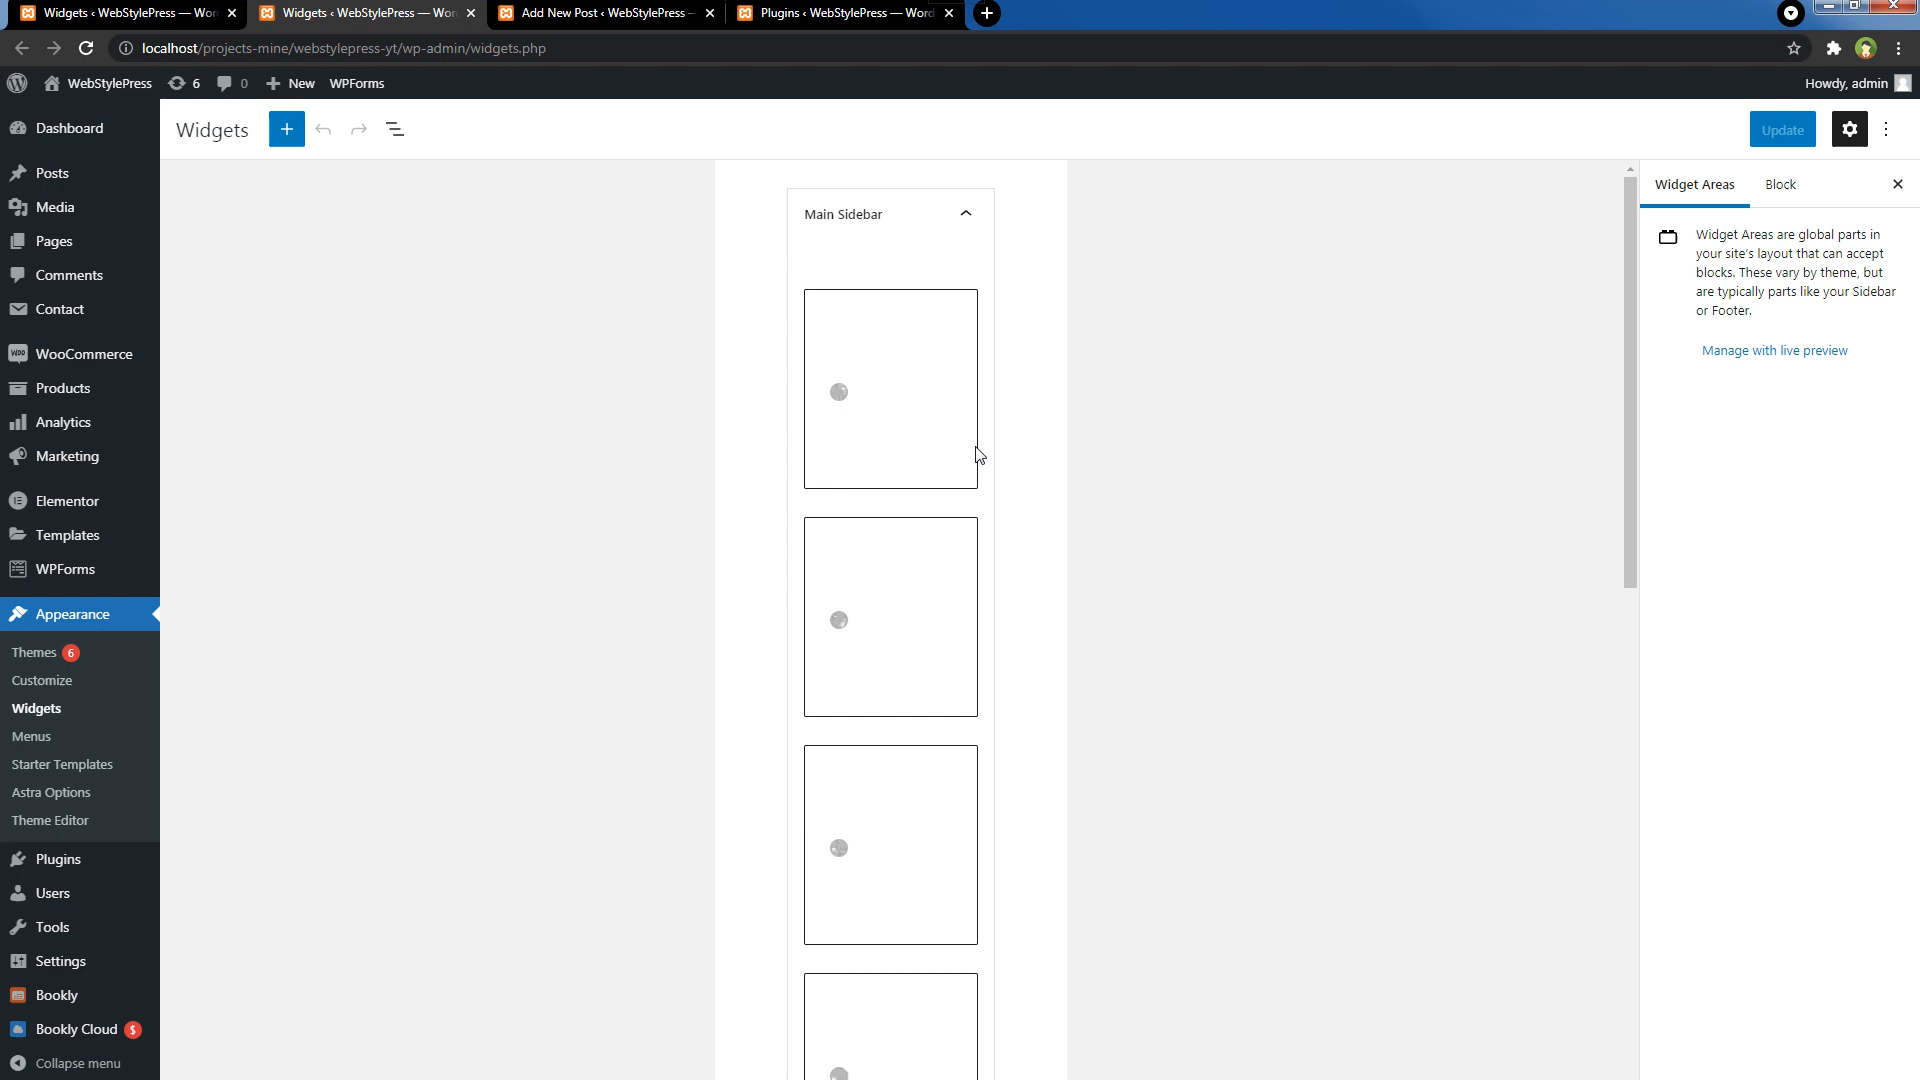 Widgets ‹ WebStylePress — Wor
Widgets ‹ WebStylePress — Wor
Add New Post ‹ WebStylePress –
Plugins ‹ WebStylePress — Word
localhost/projects-mine/webstylepress-yt/wp-admin/widgets.php
WebStylePress
6
0
New
WPForms
Howdy, admin
Dashboard
Posts
Media
Pages
Comments
Contact
WooCommerce
Products
Analytics
Marketing
Elementor
Templates
WPForms
Appearance
Themes 6
Customize
Widgets
Menus
Starter Templates
Astra Options
Theme Editor
Plugins
Users
Tools
Settings
Bookly
Bookly Cloud $
Collapse menu
Widgets
Update
Main Sidebar
Widget Areas
Block
Widget Areas are global parts in
your site's layout that can accept
blocks. These vary by theme, but
are typically parts like your Sidebar
or Footer.
Manage with live preview